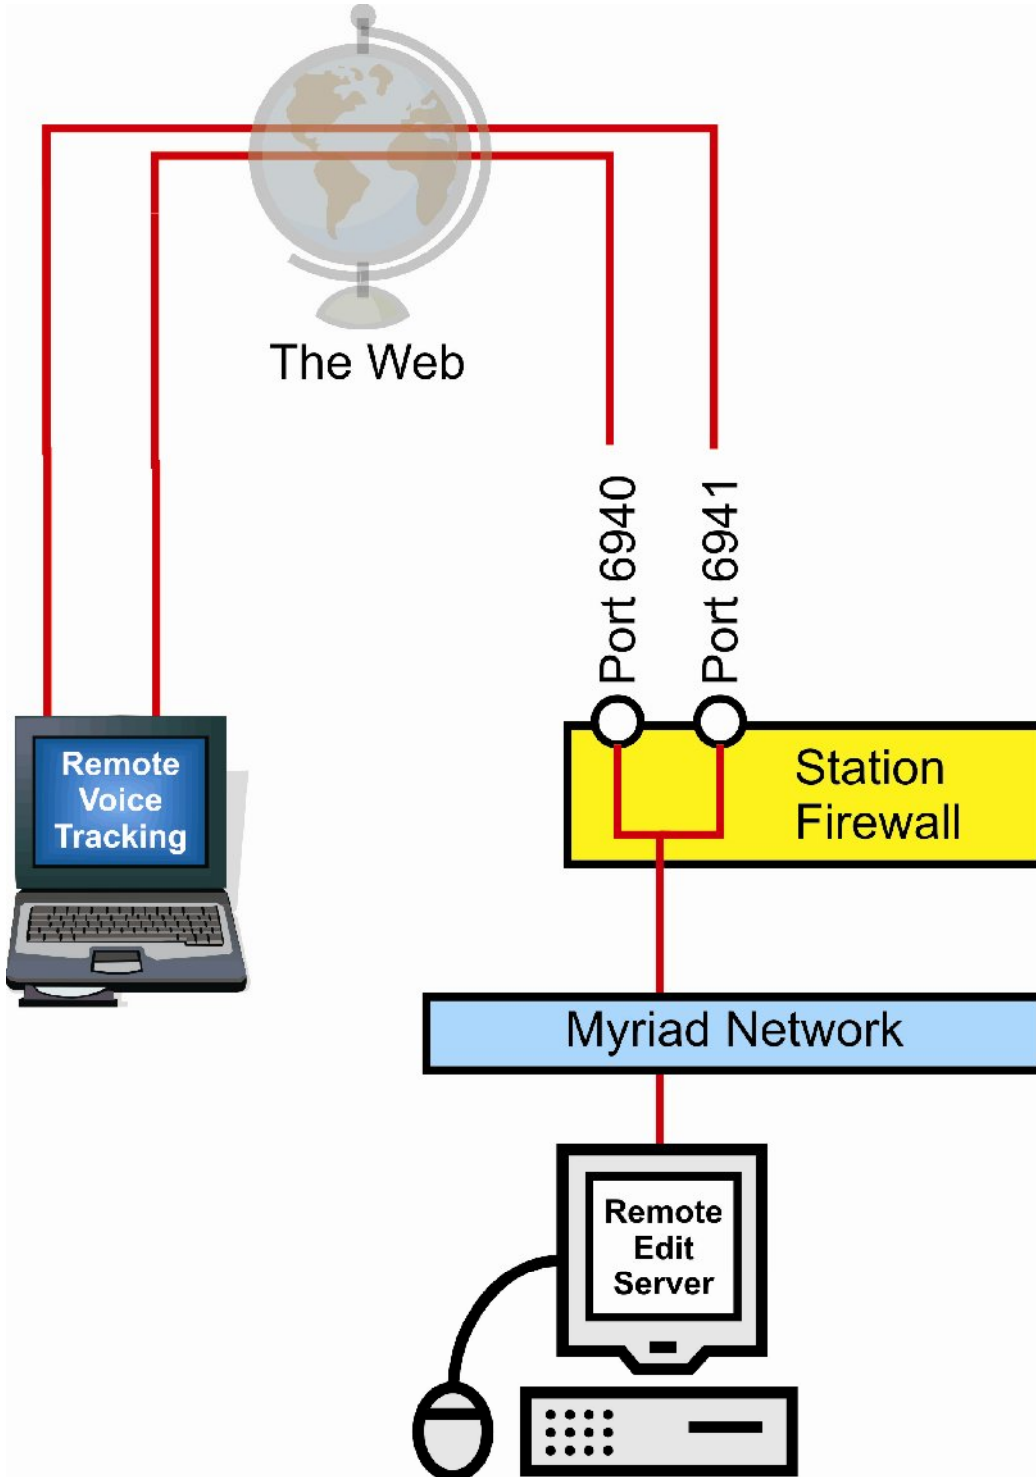 The Web
Port 6940
Port 6941
Remote
Voice
Tracking
Station
Firewall
Myriad Network
Remote
Edit
Server